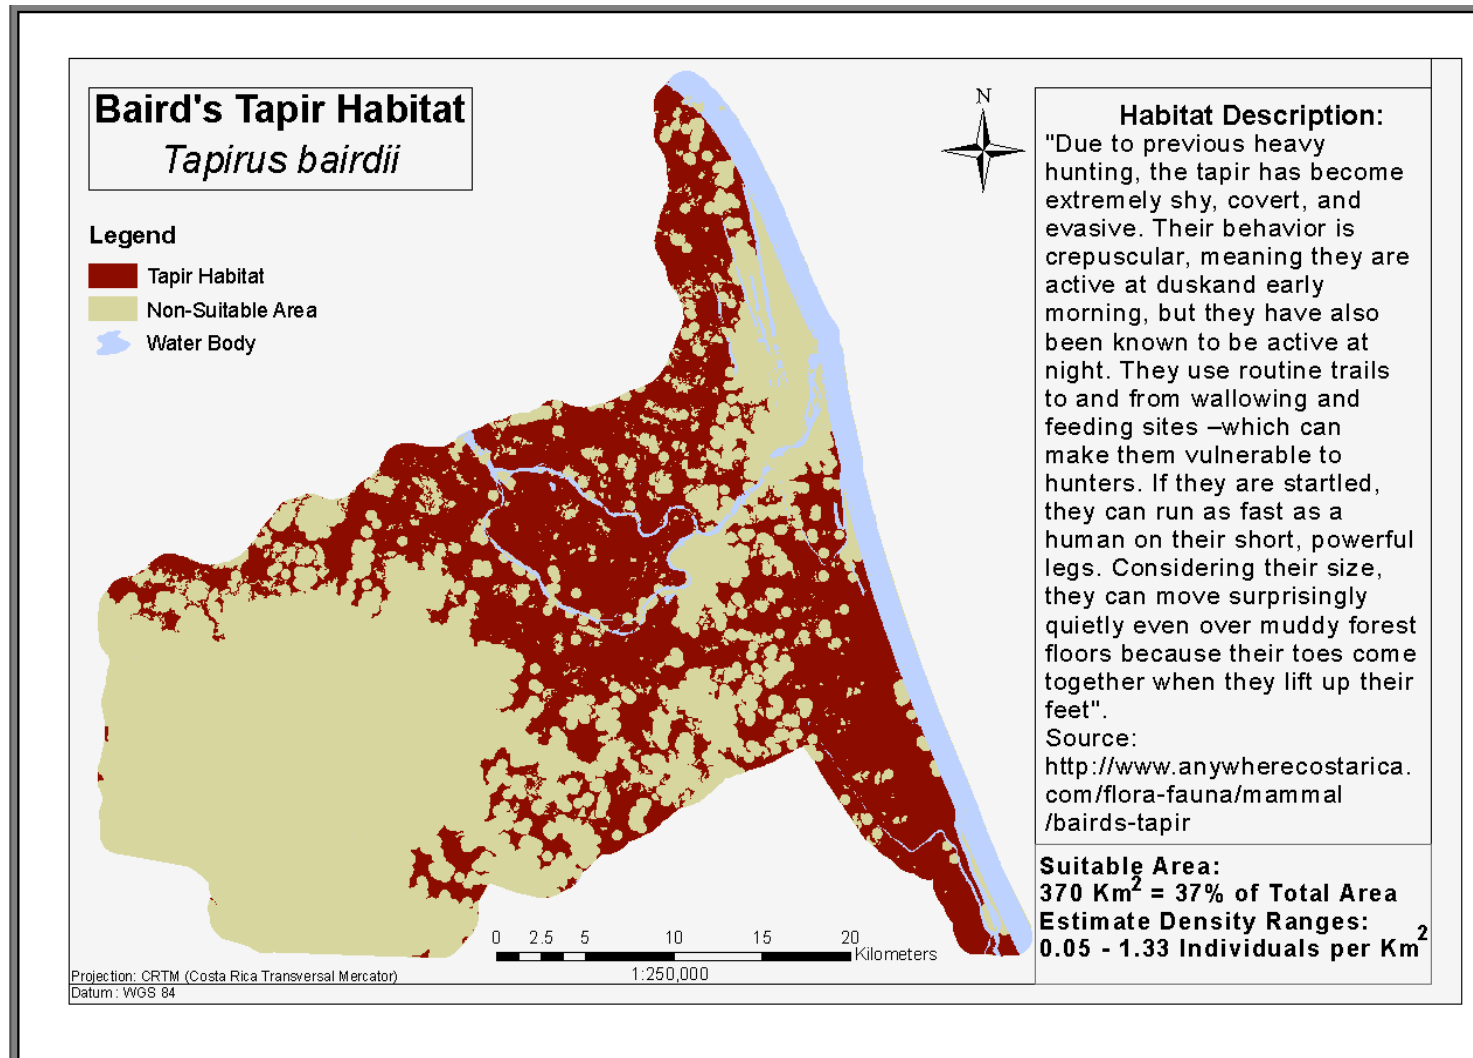 Baird's Tapir Habitat
Tapirus bairdii
Legend
Tapir Habitat
Non-Suitable Area
Water Body
N
Habitat Description:
"Due to previous heavy
hunting, the tapir has become
extremely shy, covert, and
evasive. Their behavior is
crepuscular, meaning they are
active at duskand early
morning, but they have also
been known to be active at
night. They use routine trails
to and from wallowing and
feeding sites –which can
make them vulnerable to
hunters. If they are startled,
they can run as fast as a
human on their short, powerful
legs. Considering their size,
they can move surprisingly
quietly even over muddy forest
floors because their toes come
together when they lift up their
feet".
Source:
http://www.anywherecostarica.
com/flora-fauna/mammal
/bairds-tapir
Suitable Area:
370 Km² = 37% of Total Area
Estimate Density Ranges:
0.05 - 1.33 Individuals per Km²
0 2.5 5 10 15 20
Kilometers
1:250,000
Projection: CRTM (Costa Rica Transversal Mercator)
Datum : WGS 84